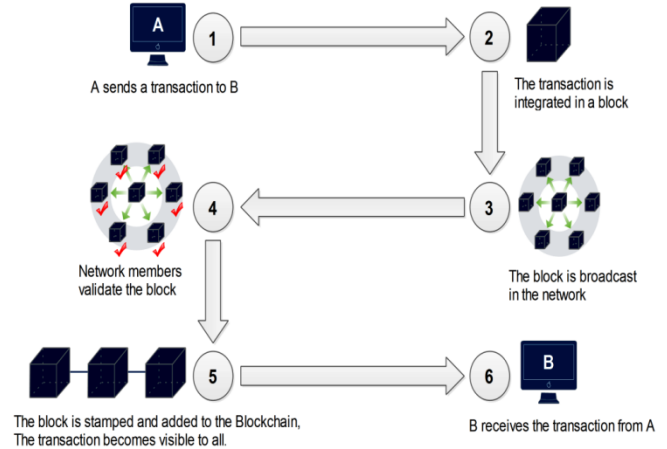 A
1
2
A sends a transaction to B
The transaction is
integrated in a block
4
3
Network members
validate the block
The block is broadcast
in the network
5
6
B
The block is stamped and added to the Blockchain,
The transaction becomes visible to all.
B receives the transaction from A